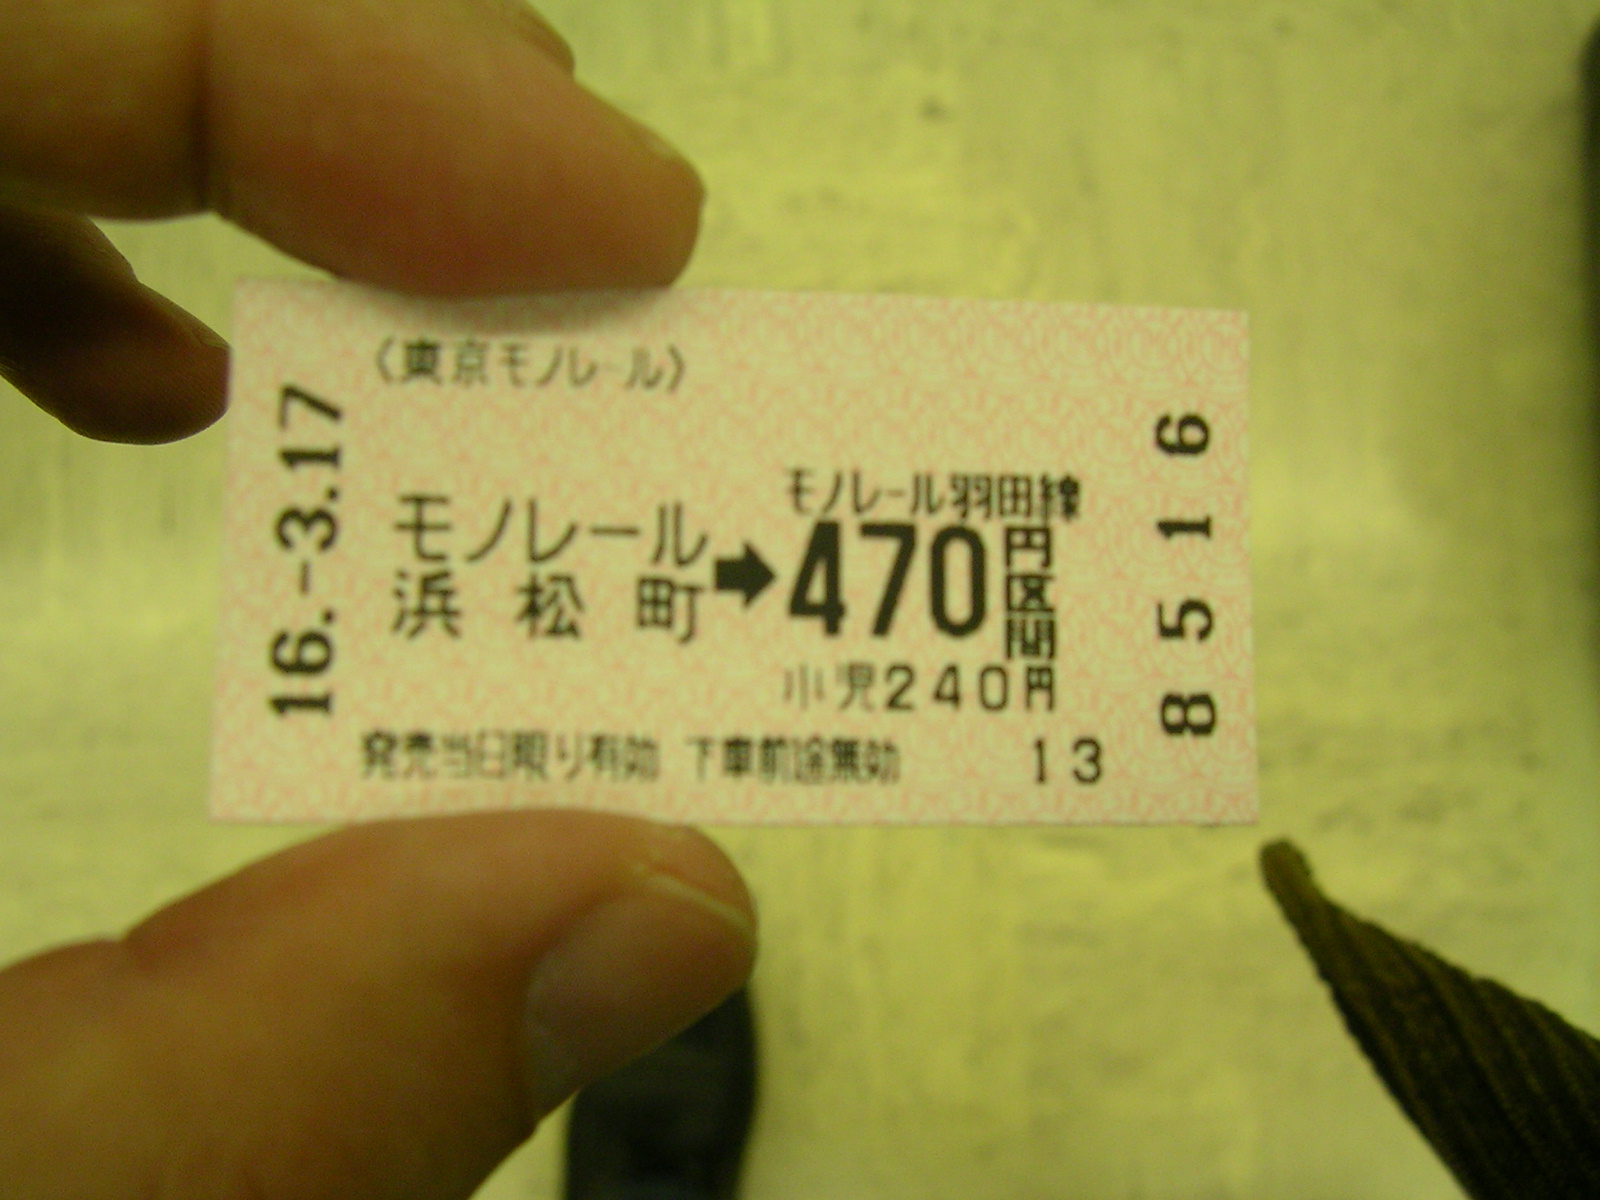 〈東京モノレール〉
16.-3.17
モノレール
浜松町
➡
モノレール羽田線
470円区間
小児240円
発売当日限り有効 下車前途無効
13
8516